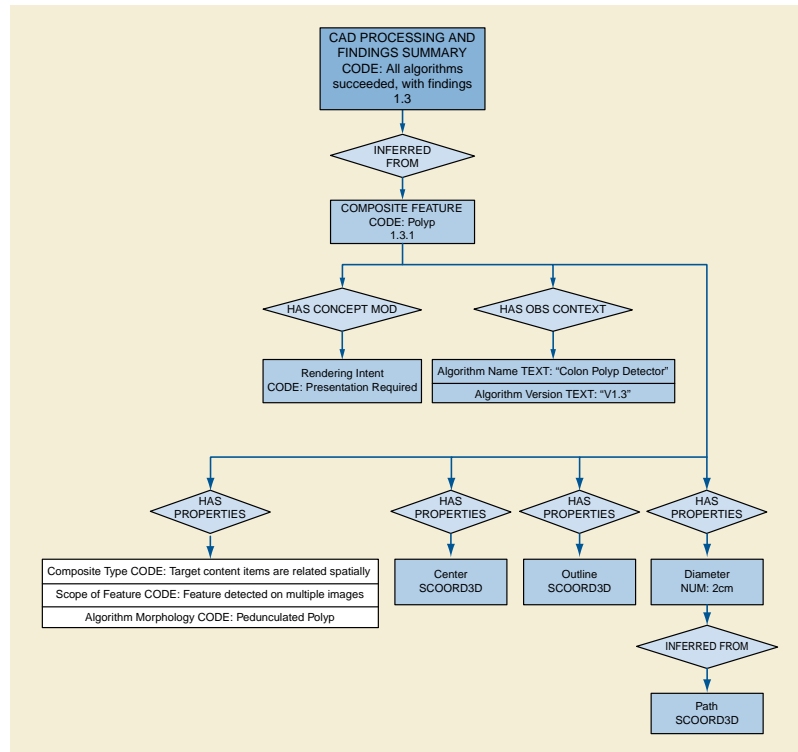 CAD PROCESSING AND
FINDINGS SUMMARY
CODE: All algorithms
succeeded, with findings
1.3
INFERRED
FROM
COMPOSITE FEATURE
CODE: Polyp
1.3.1
HAS CONCEPT MOD
HAS OBS CONTEXT
Rendering Intent
CODE: Presentation Required
Algorithm Name TEXT: “Colon Polyp Detector”
Algorithm Version TEXT: “V1.3”
HAS
PROPERTIES
HAS
PROPERTIES
HAS
PROPERTIES
HAS
PROPERTIES
Composite Type CODE: Target content items are related spatially
Scope of Feature CODE: Feature detected on multiple images
Algorithm Morphology CODE: Pedunculated Polyp
Center
SCOORD3D
Outline
SCOORD3D
Diameter
NUM: 2cm
INFERRED FROM
Path
SCOORD3D